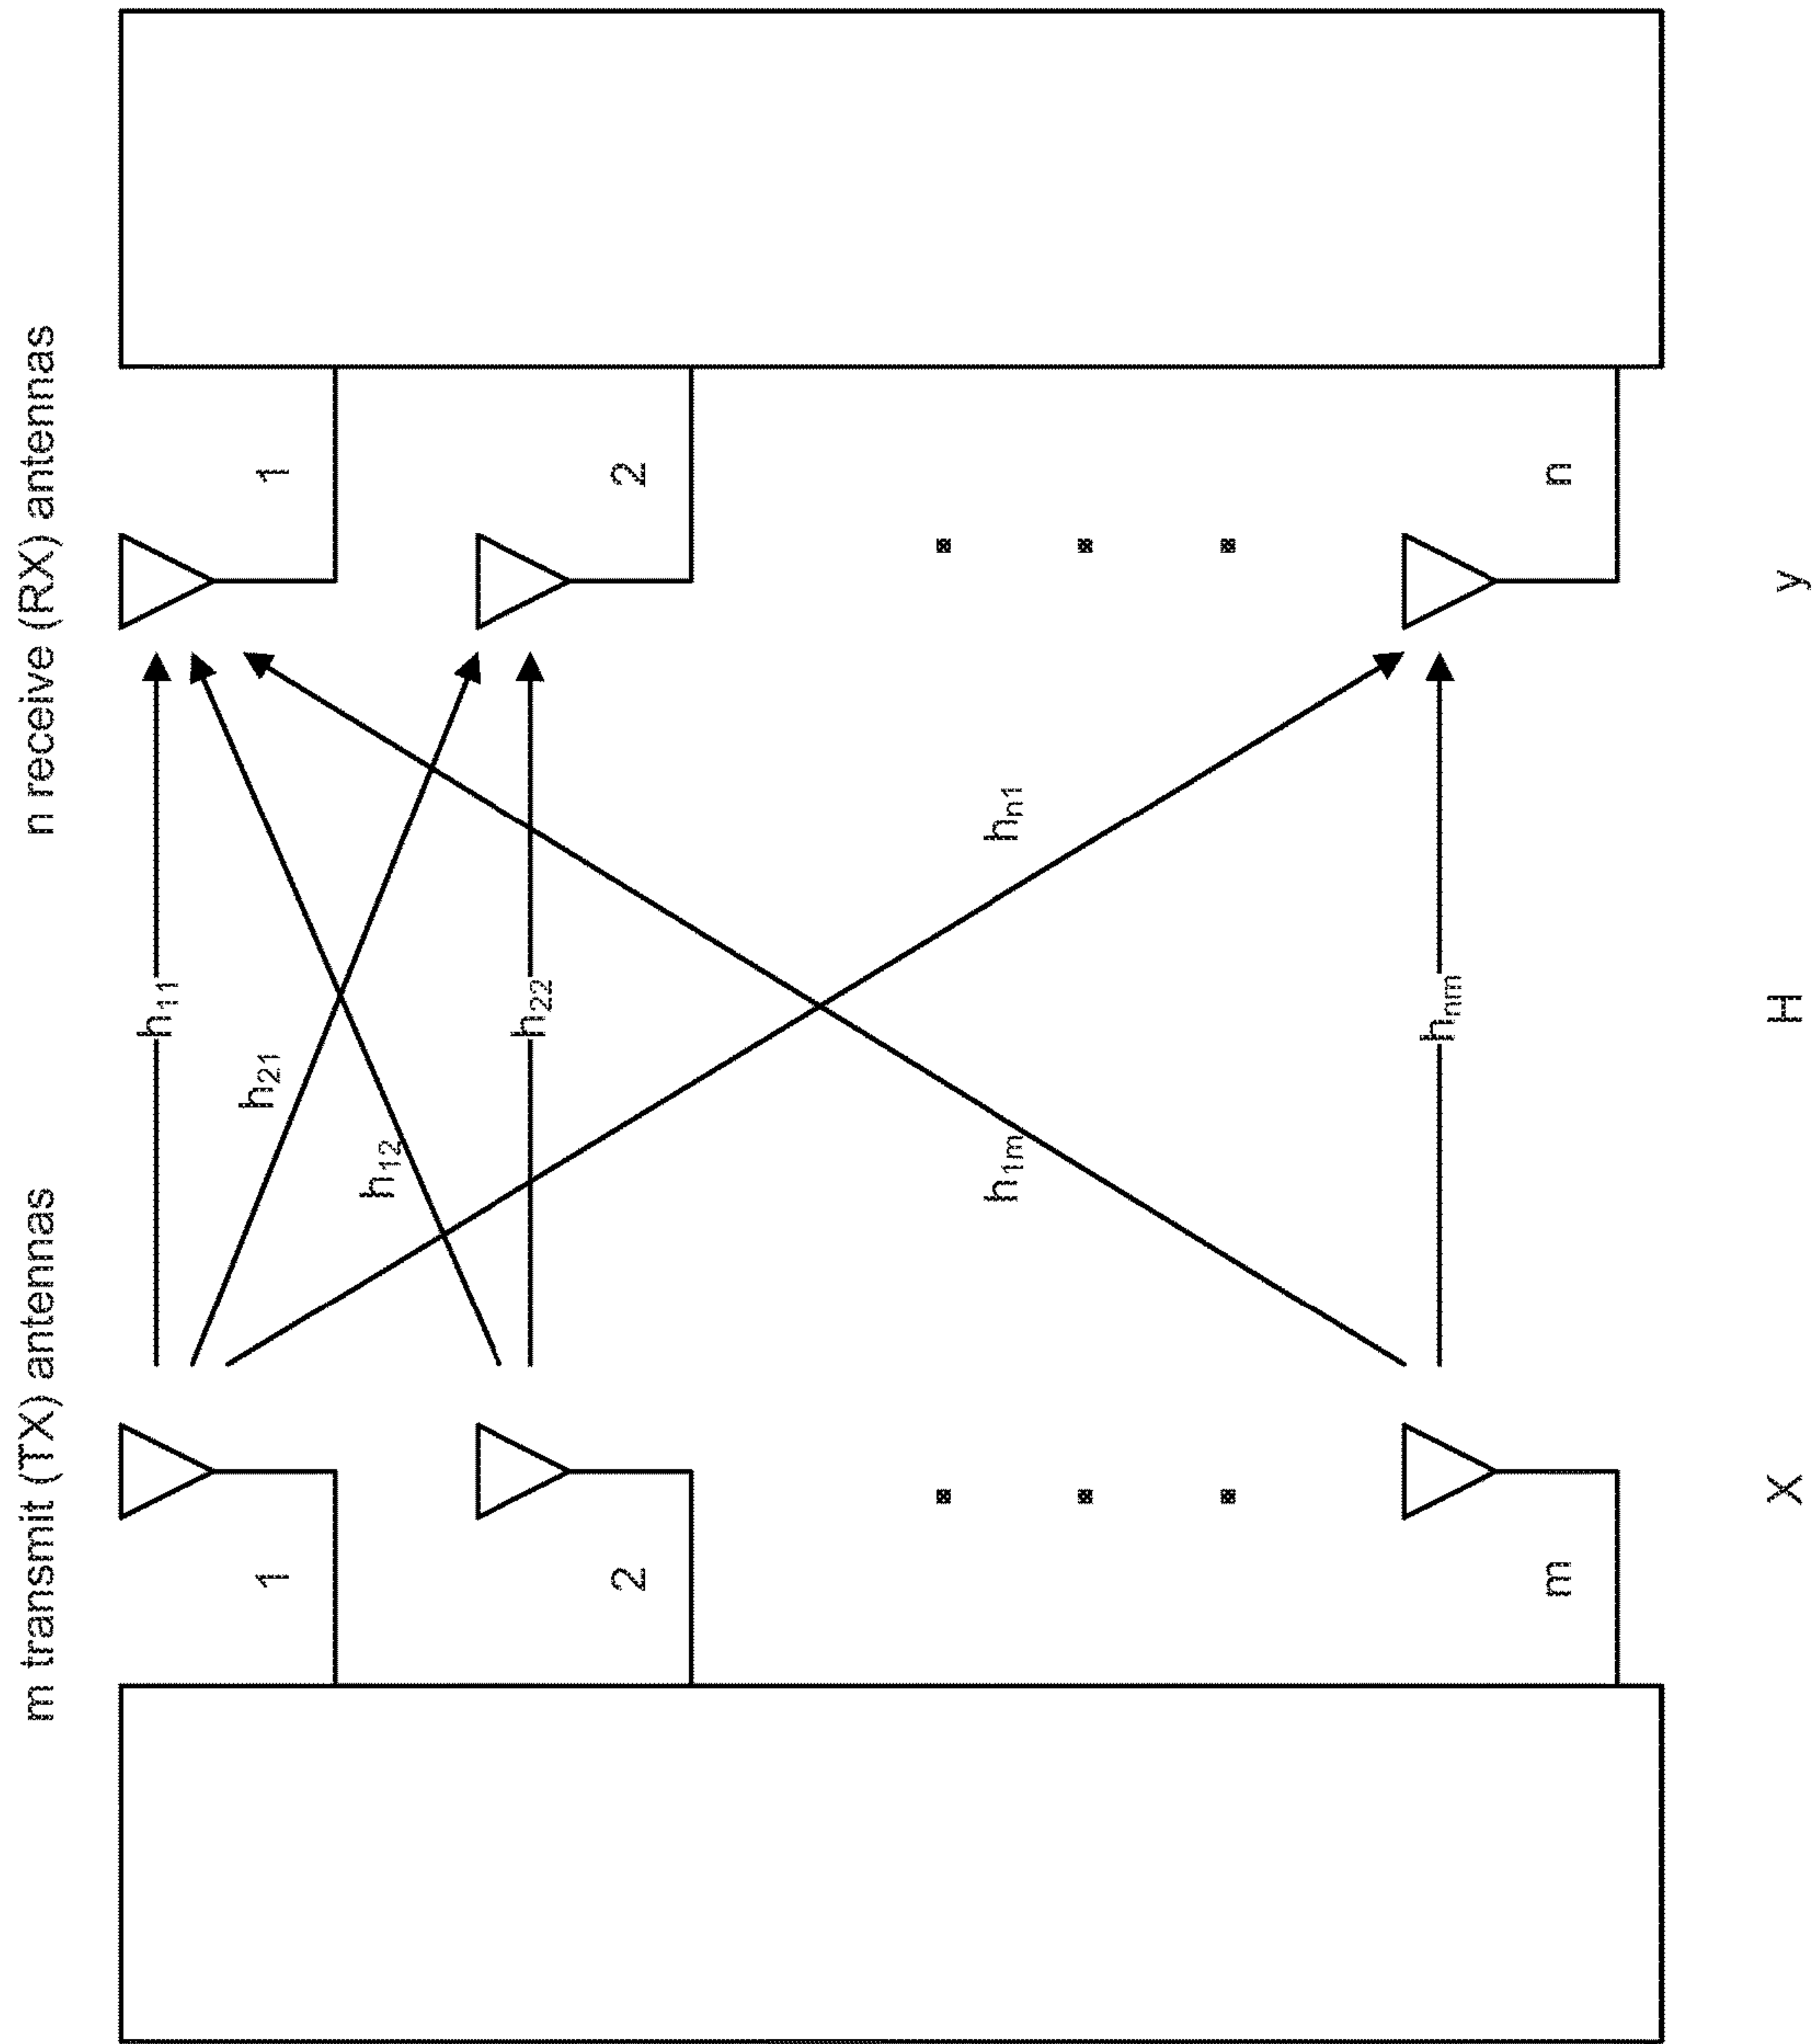 m transmit (TX) antennas
n receive (RX) antennas
1
1
h₁₁
h₂₁
h₁₂
2
2
h₂₂
h₁ₘ
hₙ₁
m
n
hₙₘ
X
H
y